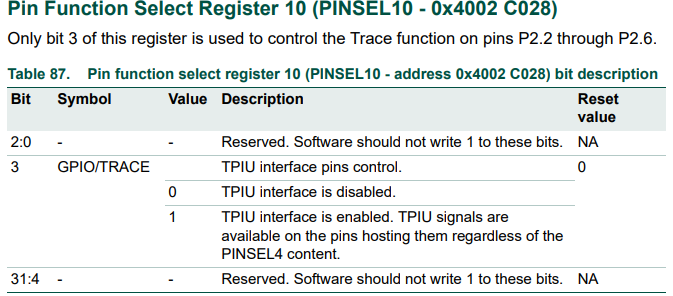 Pin Function Select Register 10 (PINSEL10 - 0x4002 C028)
Only bit 3 of this register is used to control the Trace function on pins P2.2 through P2.6.
Table 87. Pin function select register 10 (PINSEL10 - address 0x4002 C028) bit description
Bit Symbol Value Description Reset value
2:0 - - Reserved. Software should not write 1 to these bits. NA
3 GPIO/TRACE TPIU interface pins control. 0
0 TPIU interface is disabled.
1 TPIU interface is enabled. TPIU signals are
available on the pins hosting them regardless of the
PINSEL4 content.
31:4 - - Reserved. Software should not write 1 to these bits. NA